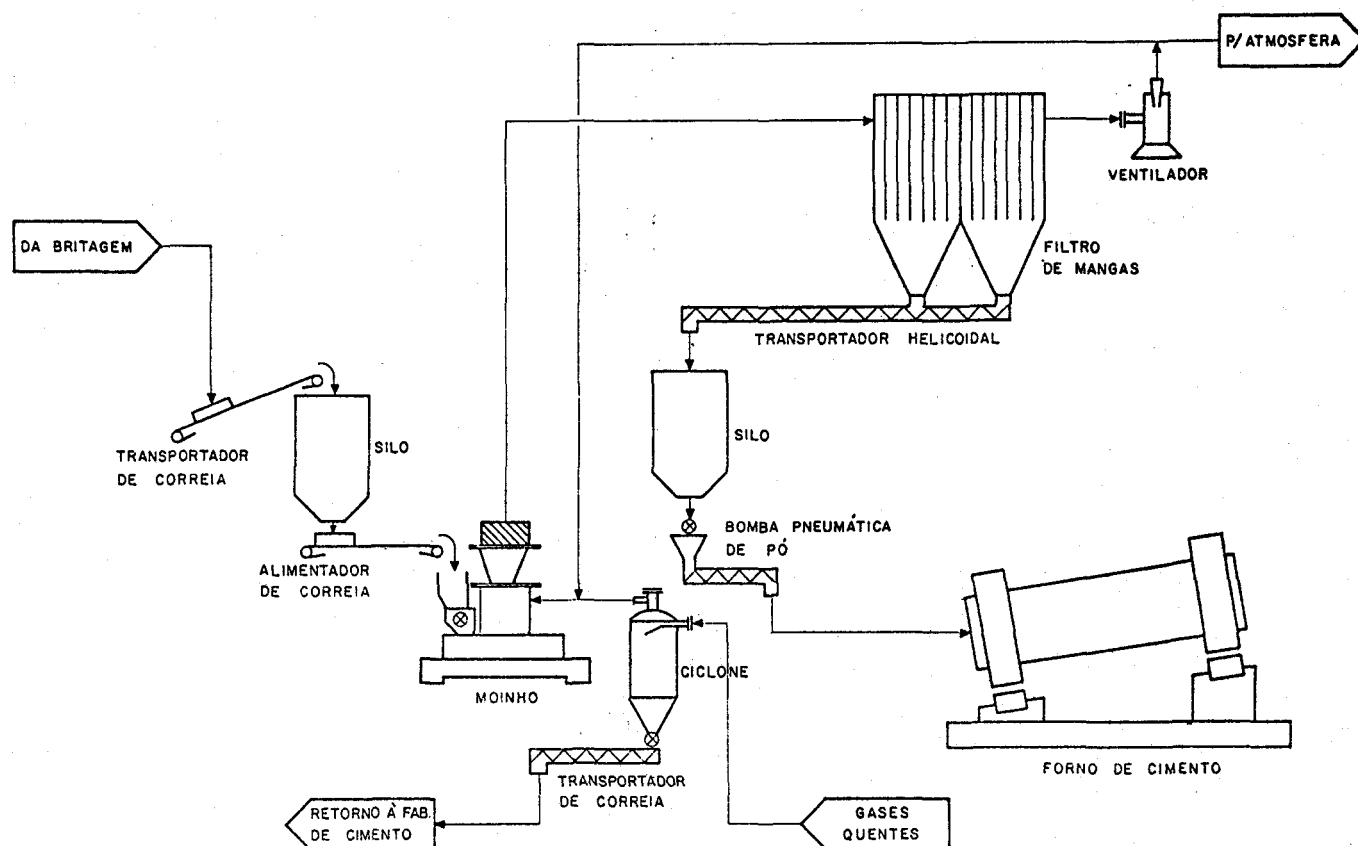 P/ATMOSFERA
VENTILADOR
DA BRITAGEM
FILTRO
DE MANGAS
TRANSPORTADOR HELICOIDAL
TRANSPORTADOR
DE CORREIA
SILO
SILO
ALIMENTADOR
DE CORREIA
BOMBA PNEUMÁTICA
DE PÓ
MOINHO
CICLONE
FORNO DE CIMENTO
TRANSPORTADOR
DE CORREIA
RETORNO À FAB.
DE CIMENTO
GASES
QUENTES